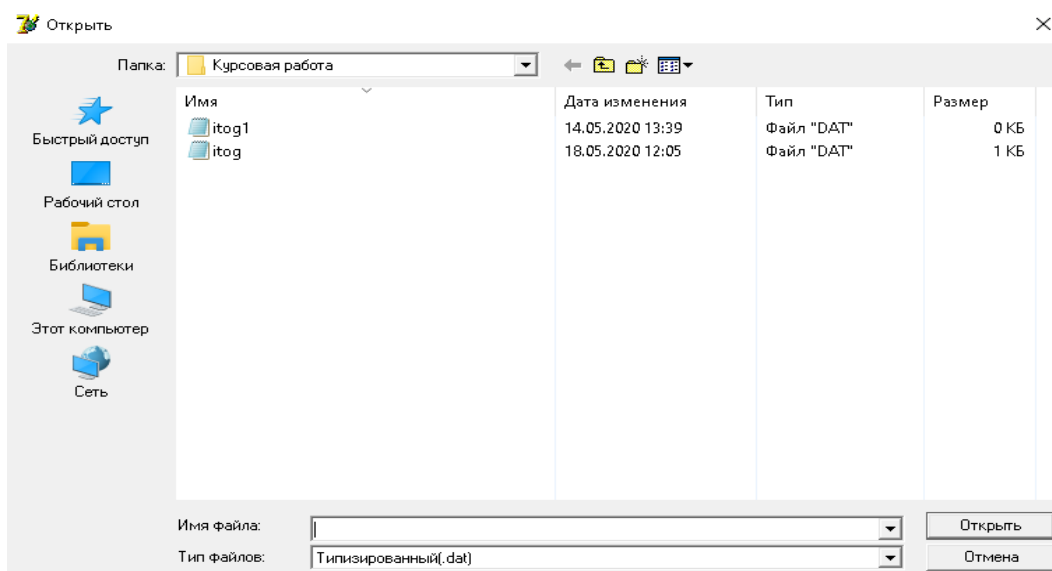 Открыть
Папка: Курсовая работа
Имя Дата изменения Тип Размер
itog1 14.05.2020 13:39 Файл "DAT" 0 КБ
itog 18.05.2020 12:05 Файл "DAT" 1 КБ
Быстрый доступ
Рабочий стол
Библиотеки
Этот компьютер
Сеть
Имя файла: Открыть
Тип файлов: Типизированный(.dat) Отмена